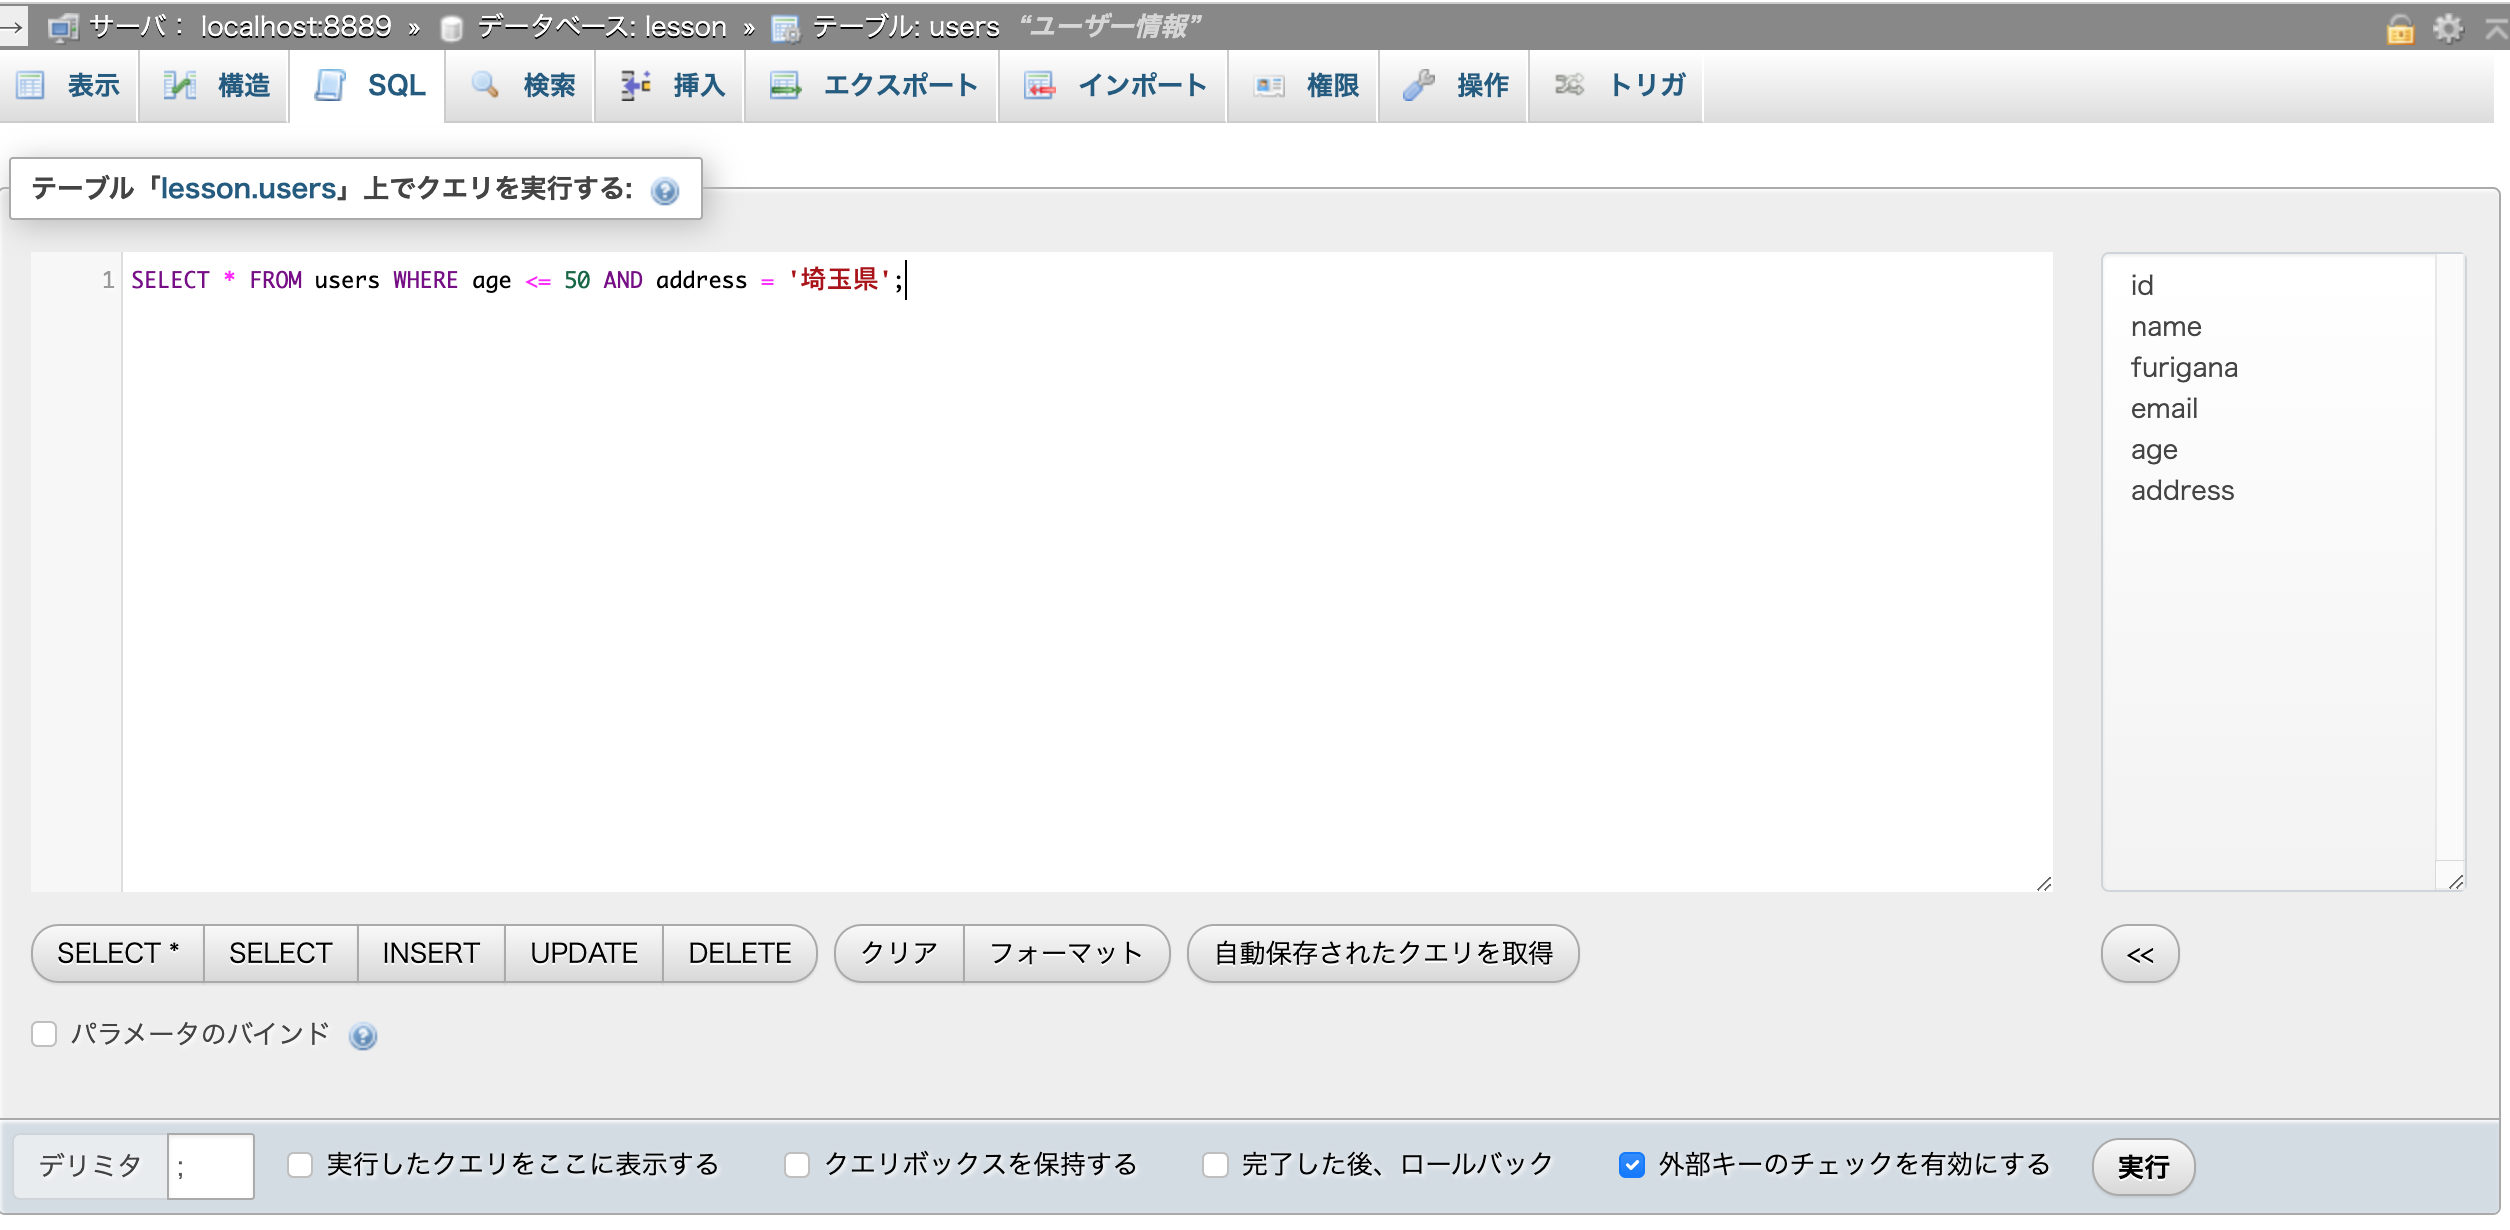 サーバ： localhost:8889 » データベース: lesson » テーブル: users “ユーザー情報”
表示 構造 SQL 検索 挿入 エクスポート インポート 権限 操作 トリガ
テーブル「lesson.users」上でクエリを実行する:
1 SELECT * FROM users WHERE age <= 50 AND address = '埼玉県';
id
name
furigana
email
age
address
SELECT * SELECT INSERT UPDATE DELETE クリア フォーマット 自動保存されたクエリを取得 <<
パラメータのバインド
デリミタ ; 実行したクエリをここに表示する クエリボックスを保持する 完了した後、ロールバック 外部キーのチェックを有効にする 実行